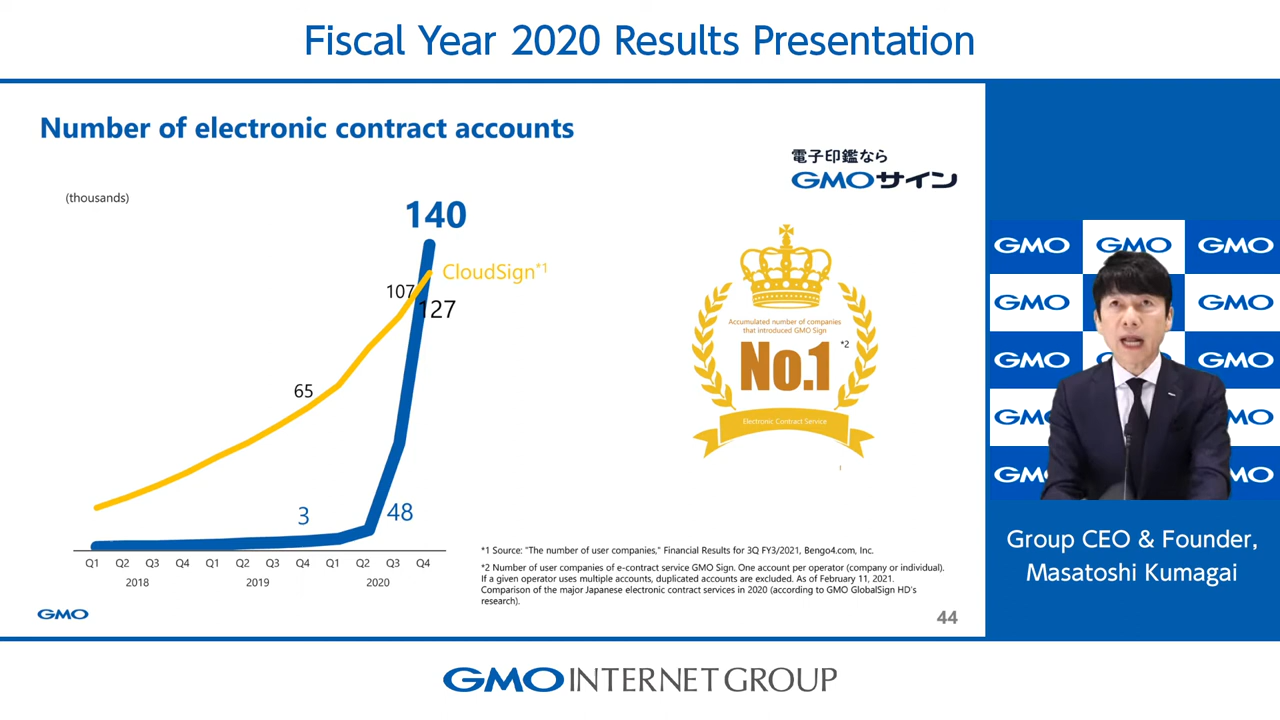 Fiscal Year 2020 Results Presentation
Number of electronic contract accounts
電子印鑑なら
GMOサイン
(thousands)
140
CloudSign*1
107
127
65
3
48
Q1 Q2 Q3 Q4 Q1 Q2 Q3 Q4 Q1 Q2 Q3 Q4
2018 2019 2020
Accumulated number of companies
that introduced GMO Sign
No.1 *2
Electronic Contract Service
*1 Source: "The number of user companies," Financial Results for 3Q FY3/2021, Bengo4.com, Inc.
*2 Number of user companies of e-contract service GMO Sign. One account per operator (company or individual).
If a given operator uses multiple accounts, duplicated accounts are excluded. As of February 11, 2021.
Comparison of the major Japanese electronic contract services in 2020 (according to GMO GlobalSign HD's
research).
GMO
44
GMO GMO GMO
GMO GMO
GMO GMO
GMO GMO
GMO GMO
Group CEO & Founder,
Masatoshi Kumagai
GMO INTERNET GROUP